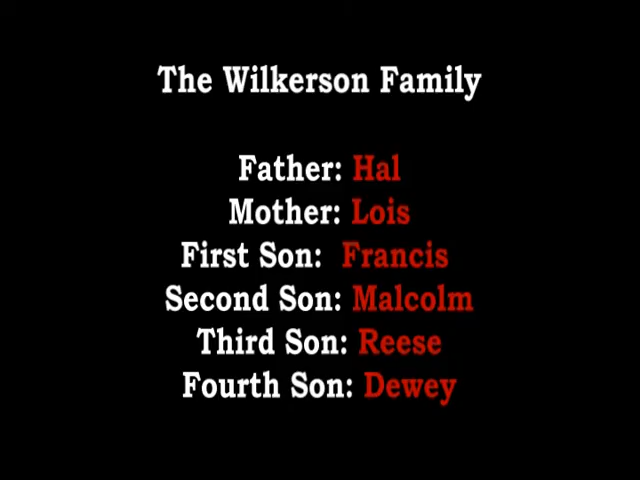 The Wilkerson Family
Father: Hal
Mother: Lois
First Son: Francis
Second Son: Malcolm
Third Son: Reese
Fourth Son: Dewey